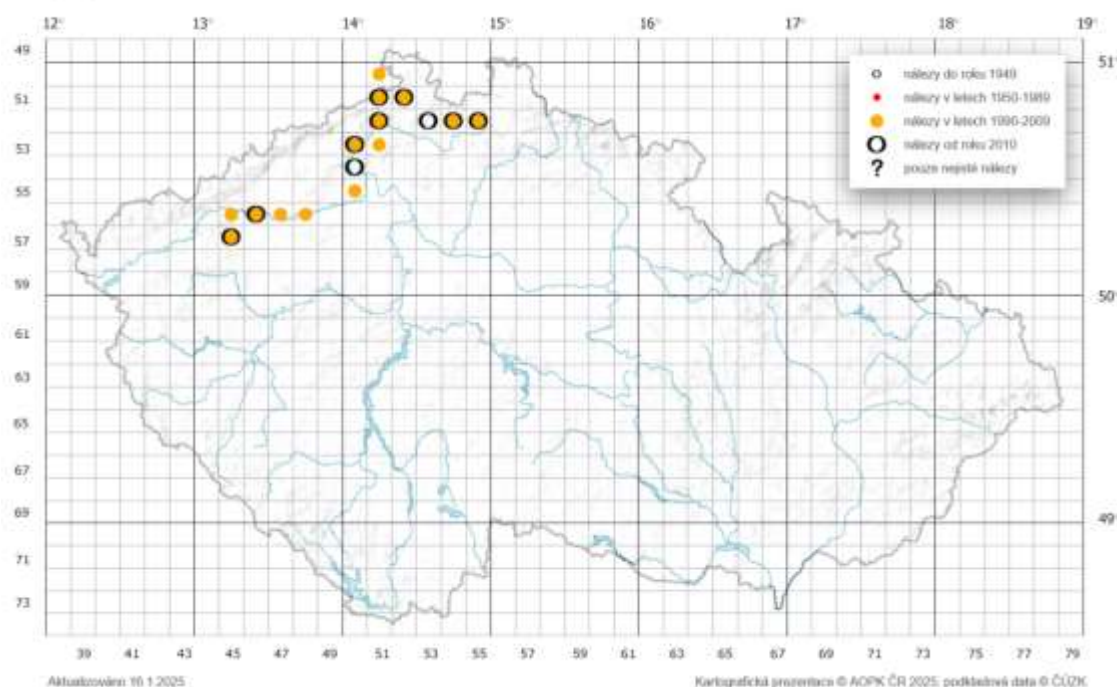 12° 13° 14° 15° 16° 17° 18° 19°
49
51
53
55
57
59
61
63
65
67
69
71
73
51°
50°
49°
nálezy do roku 1949
nálezy v letech 1950-1989
nálezy v letech 1990-2009
nálezy od roku 2010
? pouze nejisté nálezy
39 41 43 45 47 49 51 53 55 57 59 61 63 65 67 69 71 73 75 77 79
Aktualizováno 16.1.2025
Kartografická prezentace © AOPK ČR 2025, podkladová data © ČÚZK